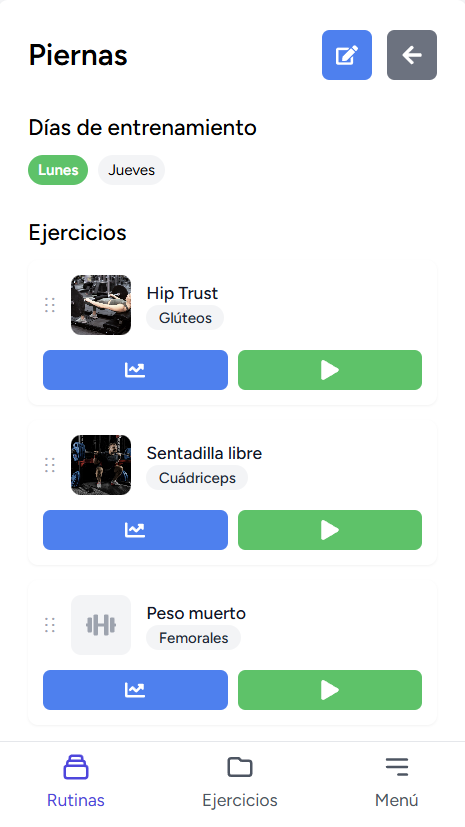 Piernas
Días de entrenamiento
Lunes
Jueves
Ejercicios
Hip Trust
Glúteos
Sentadilla libre
Cuádriceps
Peso muerto
Femorales
Rutinas
Ejercicios
Menú